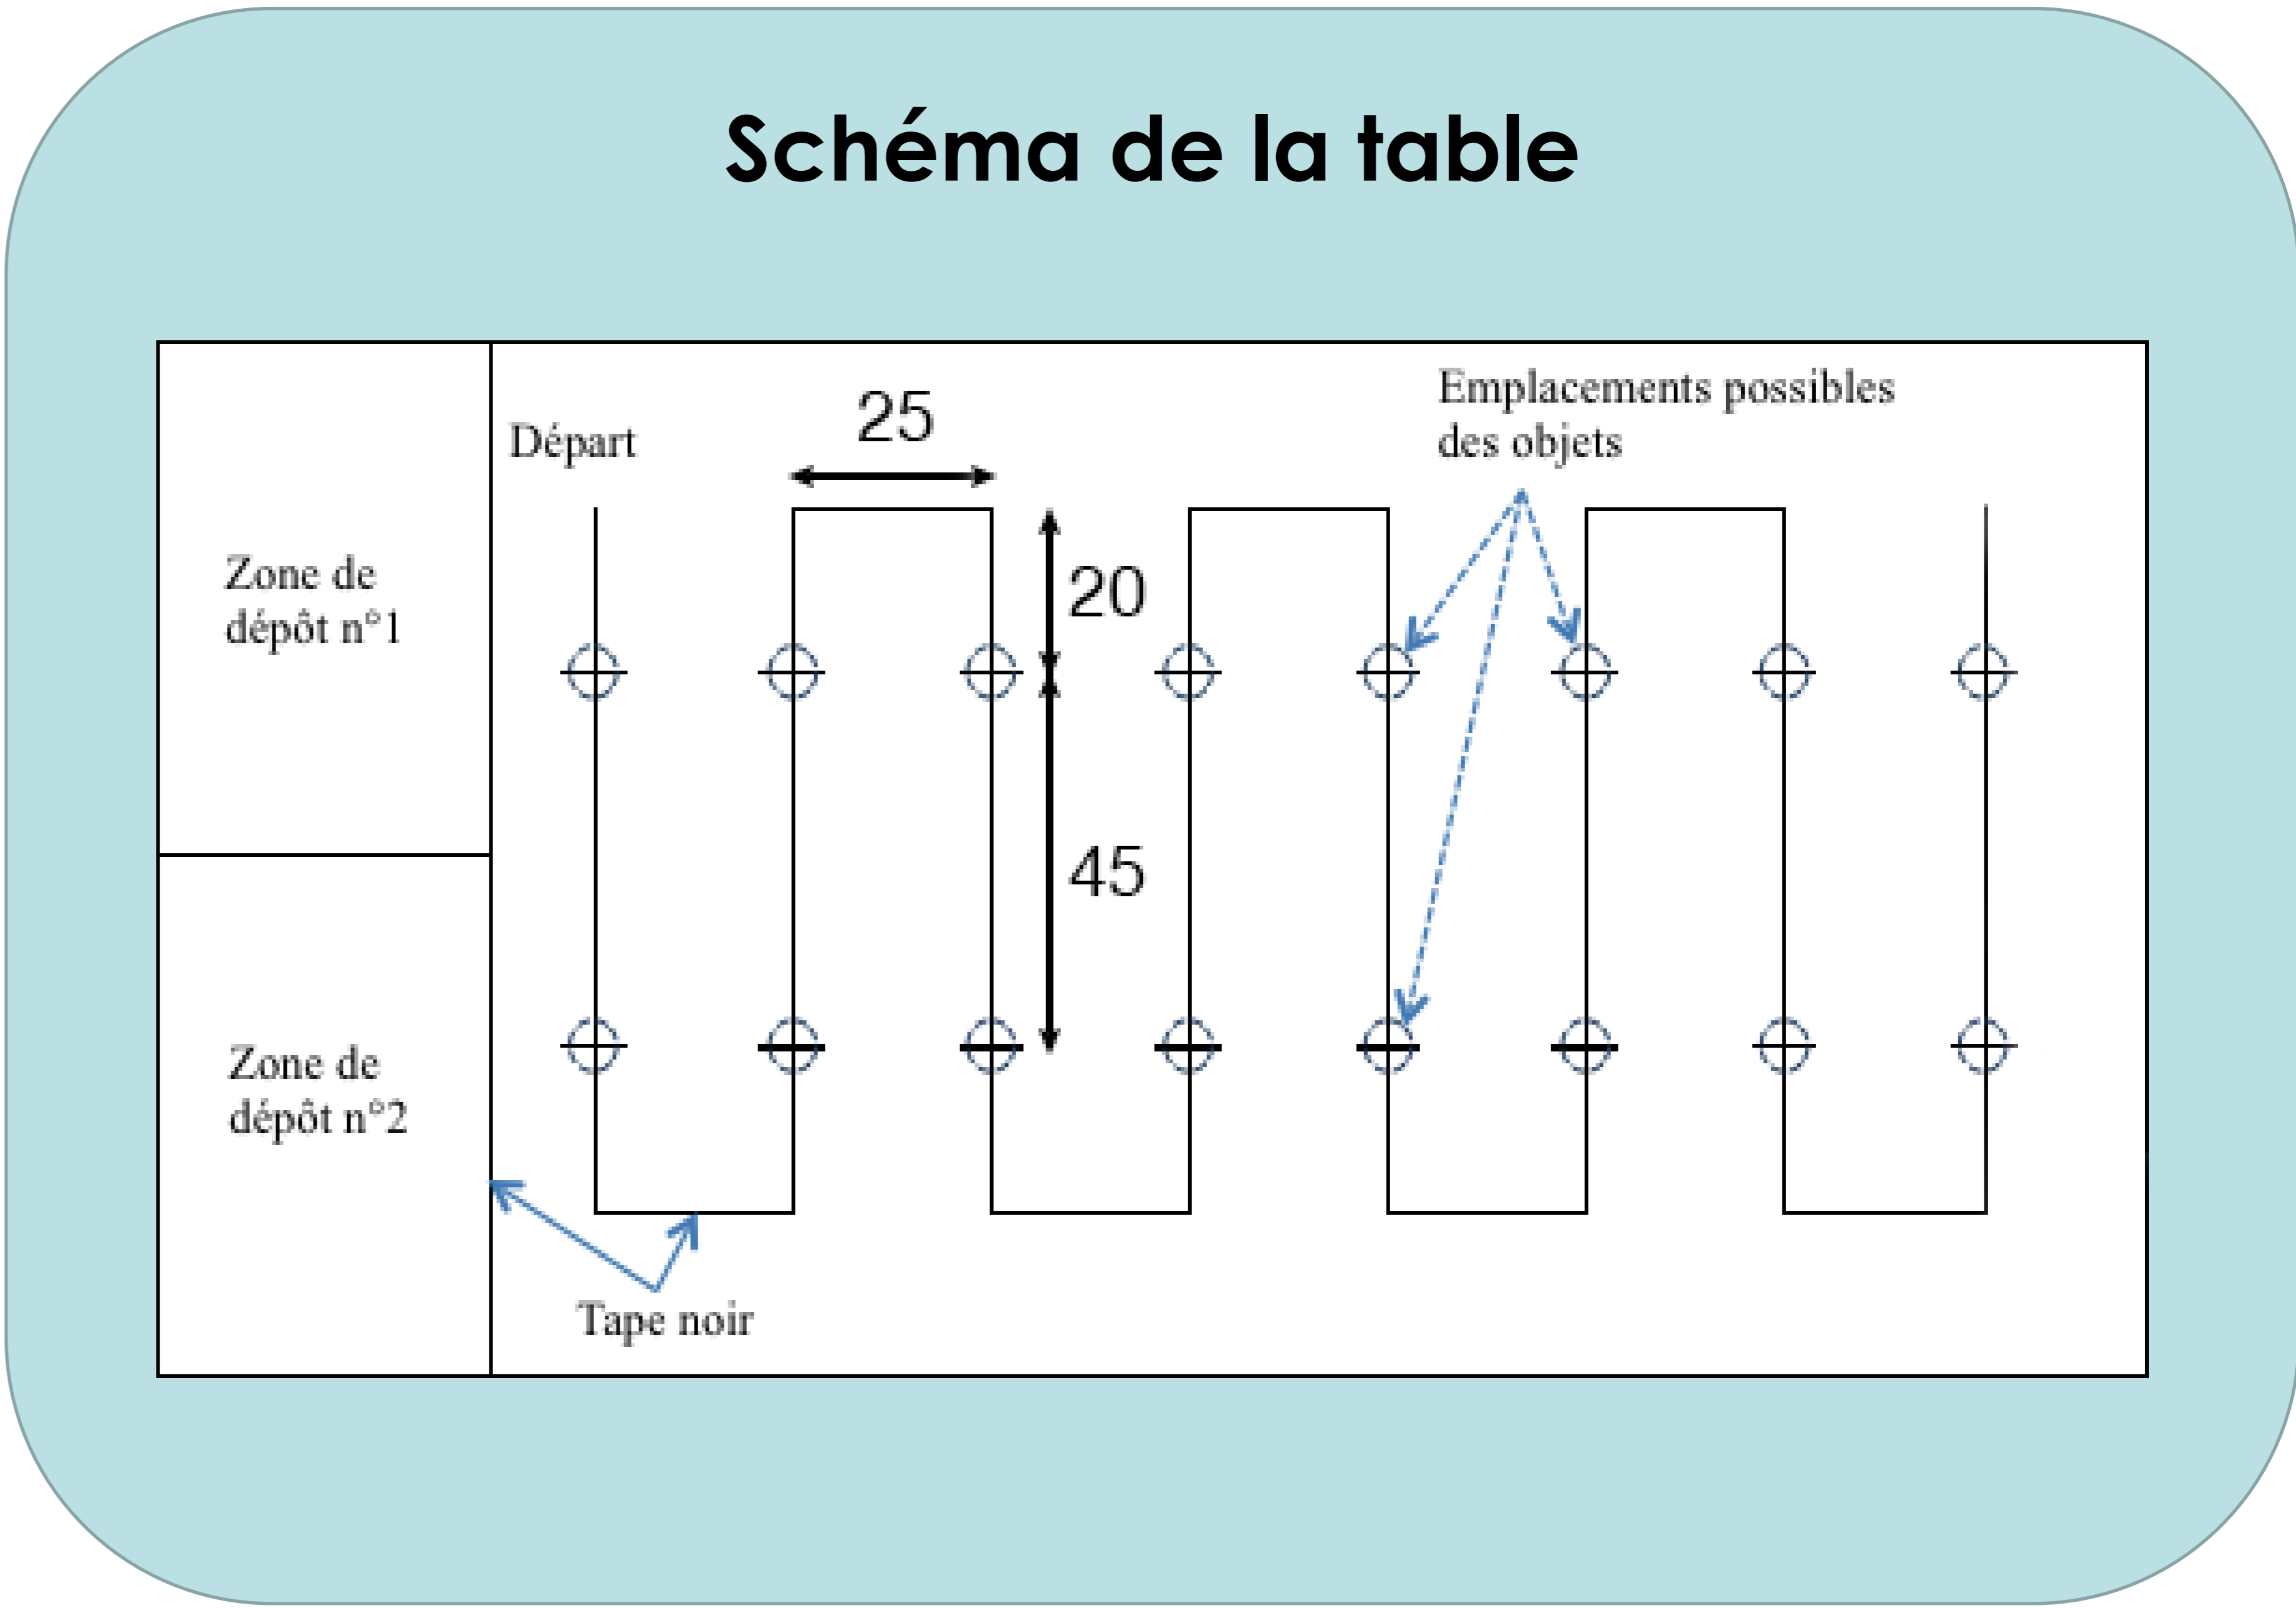 Schéma de la table
Départ
25
Emplacements possibles
des objets
Zone de
dépôt n°1
20
45
Zone de
dépôt n°2
Tape noir